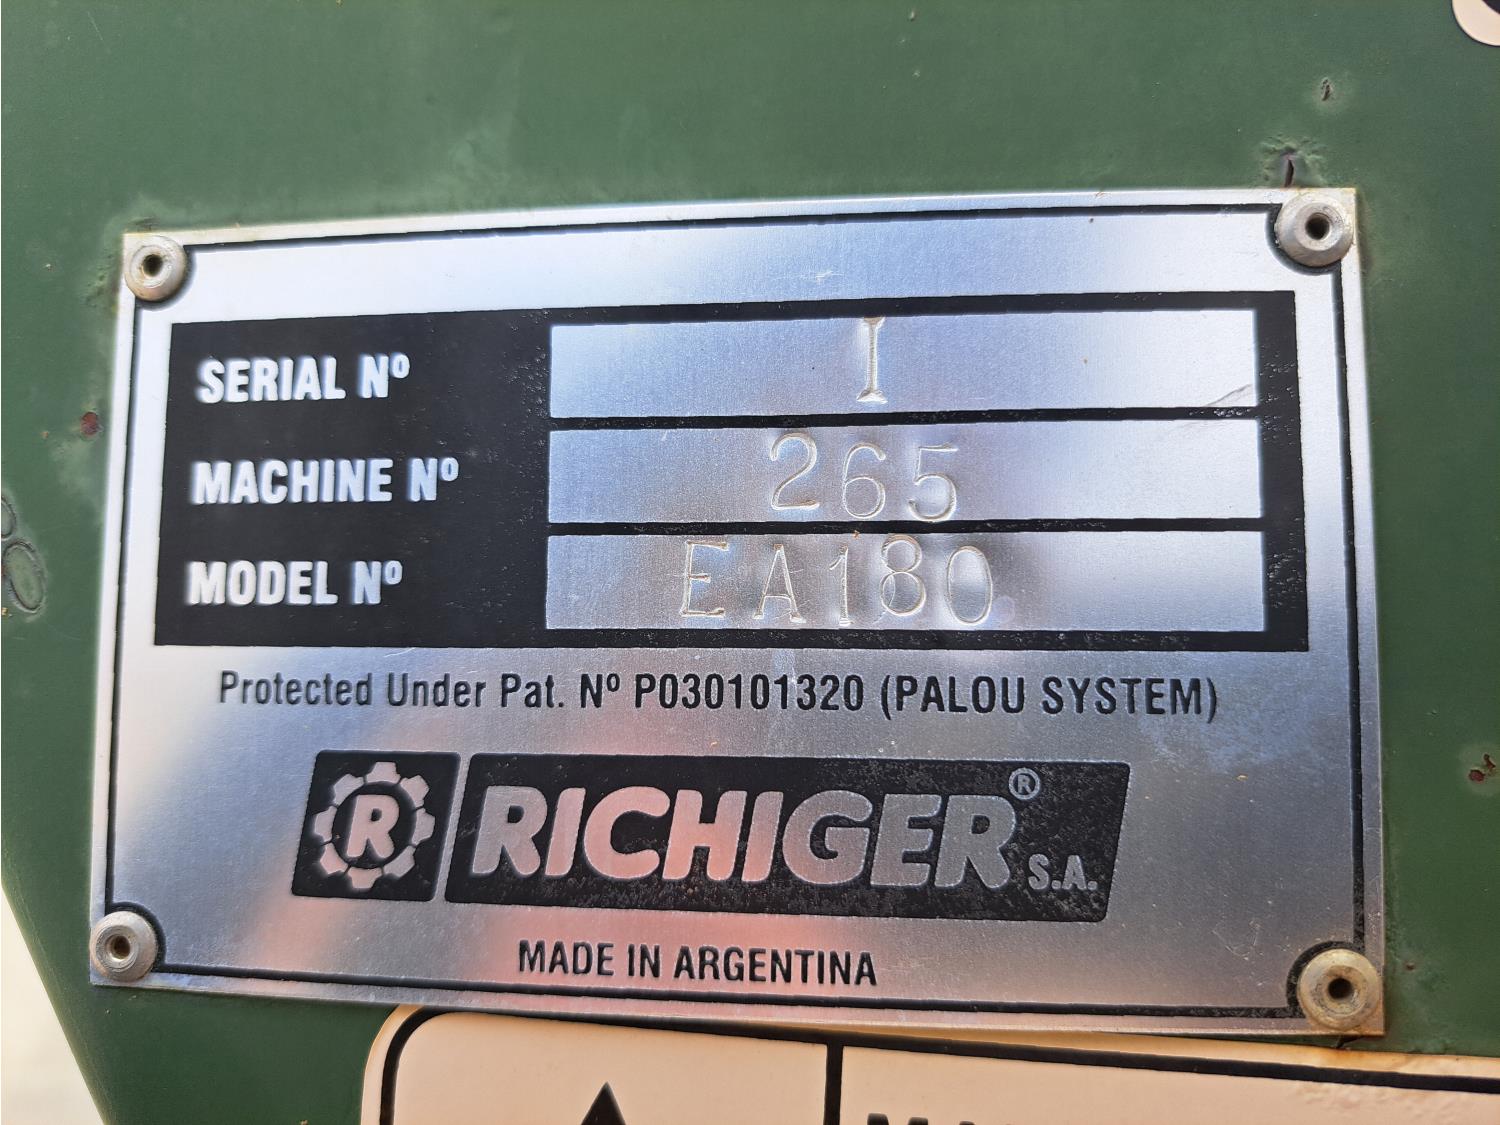 SERIAL Nº I
MACHINE Nº 265
MODEL Nº EA180
Protected Under Pat. Nº P030101320 (PALOU SYSTEM)
R RICHIGER® S.A.
MADE IN ARGENTINA